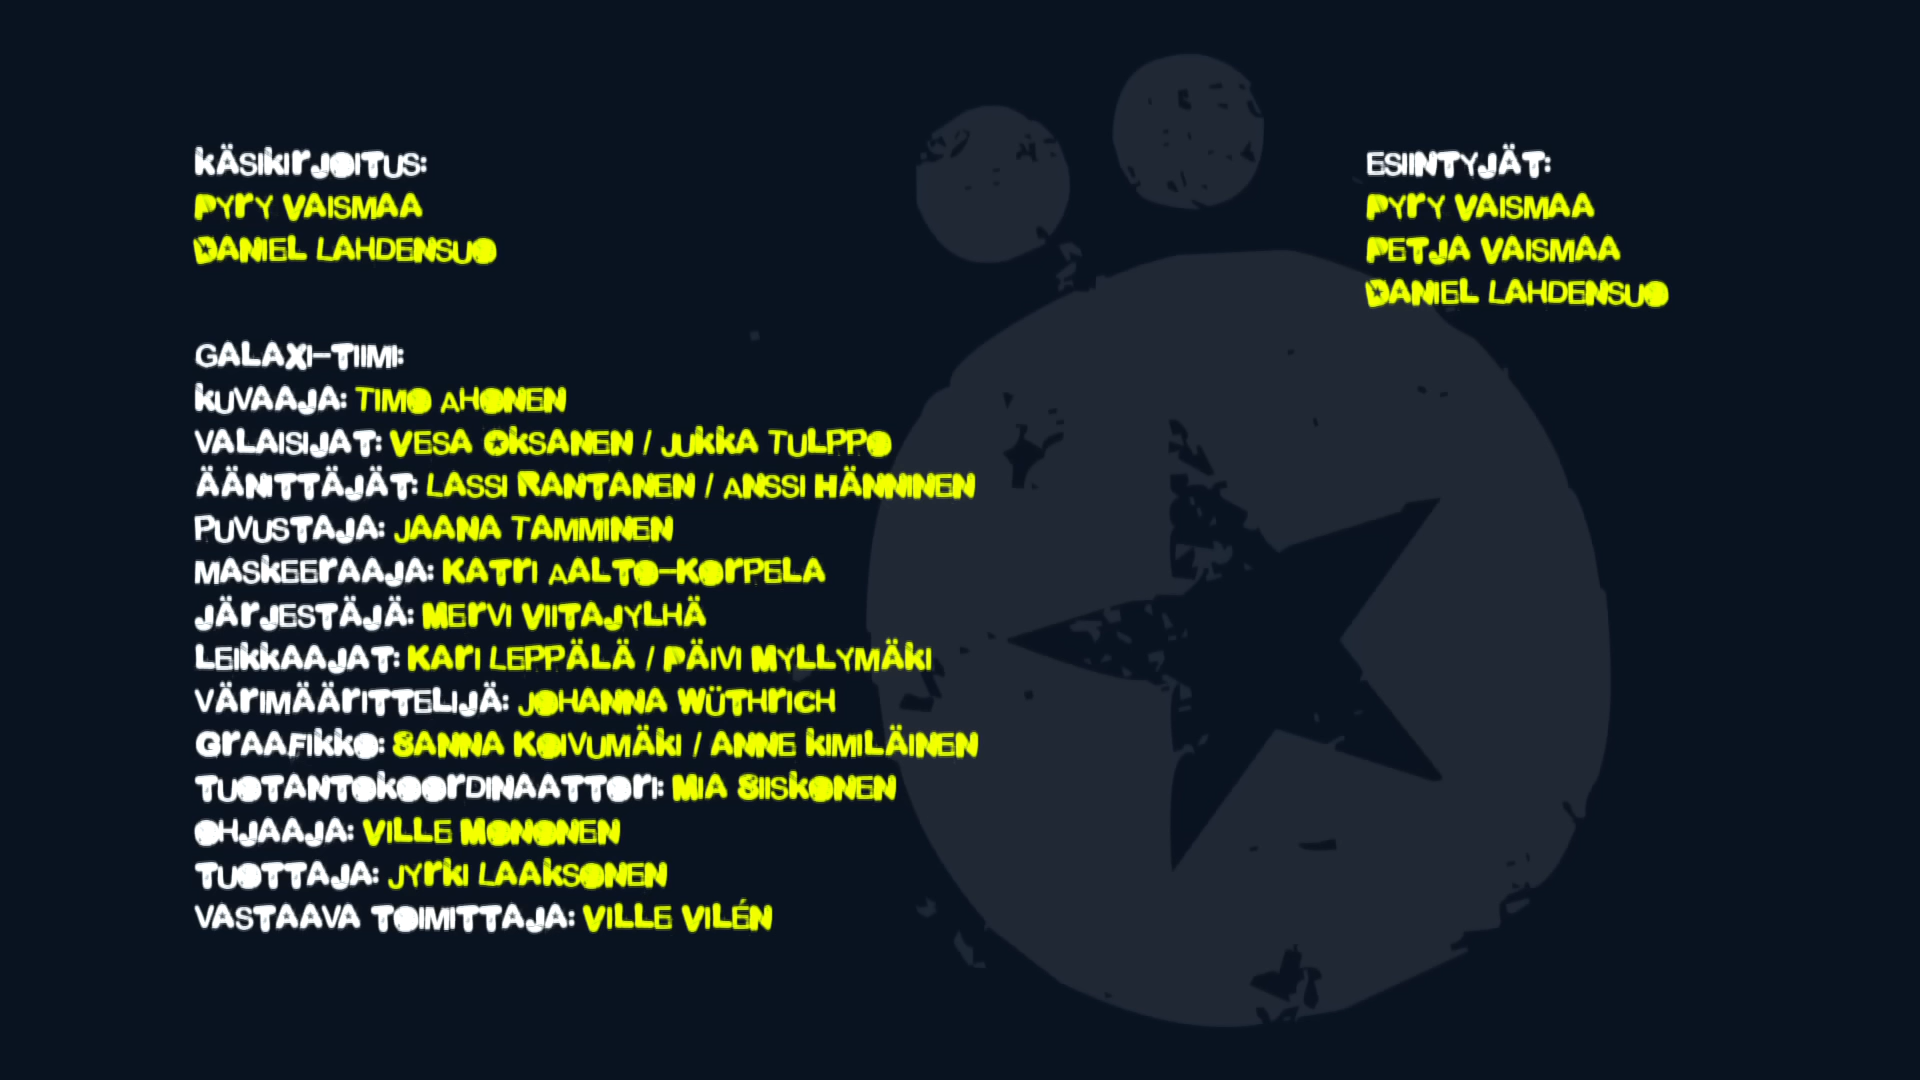 KÄSIKIRJOITUS:
PYRY VAISMAA
DANIEL LAHDENSUO
GALAXI-TIIMI:
KUVAAJA: TIMO AHONEN
VALAISIJAT: VESA OKSANEN / JUKKA TULPPO
ÄÄNITTÄJÄT: LASSI RANTANEN / ANSSI HÄNNINEN
PUVUSTAJA: JAANA TAMMINEN
MASKEERAAJA: KATRI AALTO-KORPELA
JÄRJESTÄJÄ: MERVI VIITAJYLHÄ
LEIKKAAJAT: KARI LEPPÄLÄ / PÄIVI MYLLYMÄKI
VÄRIMÄÄRITTELIJÄ: JOHANNA WÜTHRICH
GRAAFIKKO: SANNA KOIVUMÄKI / ANNE KIMILÄINEN
TUOTANTOKOORDINAATTORI: MIA SIISKONEN
OHJAAJA: VILLE MONONEN
TUOTTAJA: JYRKI LAAKSONEN
VASTAAVA TOIMITTAJA: VILLE VILÉN
ESIINTYJÄT:
PYRY VAISMAA
PETJA VAISMAA
DANIEL LAHDENSUO